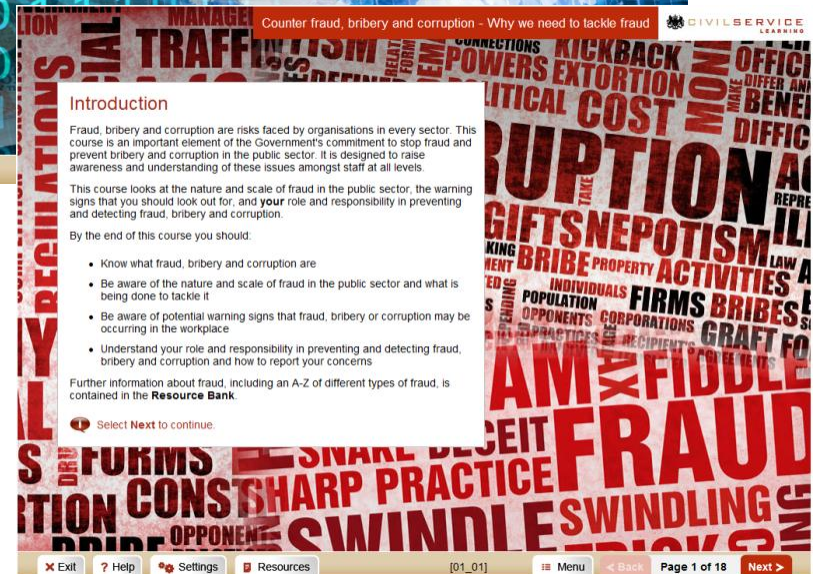 Counter fraud, bribery and corruption - Why we need to tackle fraud
CIVILSERVICE
LEARNING
Introduction
Fraud, bribery and corruption are risks faced by organisations in every sector. This
course is an important element of the Government's commitment to stop fraud and
prevent bribery and corruption in the public sector. It is designed to raise
awareness and understanding of these issues amongst staff at all levels.
This course looks at the nature and scale of fraud in the public sector, the warning
signs that you should look out for, and your role and responsibility in preventing
and detecting fraud, bribery and corruption.
By the end of this course you should:
• Know what fraud, bribery and corruption are
• Be aware of the nature and scale of fraud in the public sector and what is
being done to tackle it
• Be aware of potential warning signs that fraud, bribery or corruption may be
occurring in the workplace
• Understand your role and responsibility in preventing and detecting fraud,
bribery and corruption and how to report your concerns
Further information about fraud, including an A-Z of different types of fraud, is
contained in the Resource Bank.
Select Next to continue.
CONNECTIONS
KICKBACK
POWERS EXTORTION
COST
TAKE
GIFTS NEPOTISM
LAW
BRIBE PROPERTY ACTIVITIES
INDIVIDUALS
POPULATION FIRMS BRIBES
OPPONENTS CORPORATIONS GRAFT
RECIPIENT'S AGREEMENTS
FIDDLE
FRAUD
SNAKE DECEIT
FORMS
SHARP PRACTICE
SWINDLE SWINDLING
Exit
? Help
Settings
Resources
[01_01]
Menu
< Back
Page 1 of 18
Next >